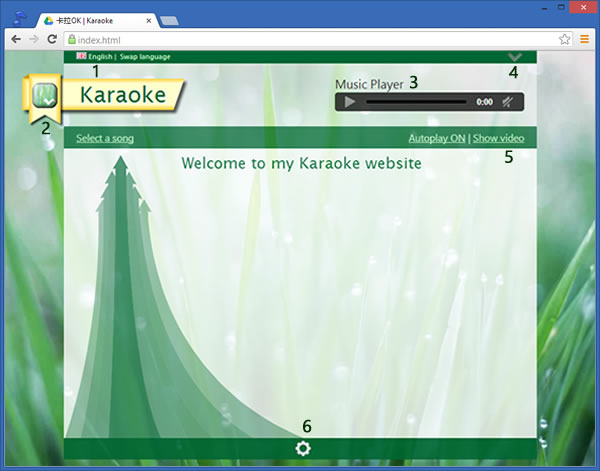 卡拉OK | Karaoke
index.html
English | Swap language
1
4
Music Player 3
Karaoke
0:00
2
Select a song
Autoplay ON | Show video
5
Welcome to my Karaoke website
6